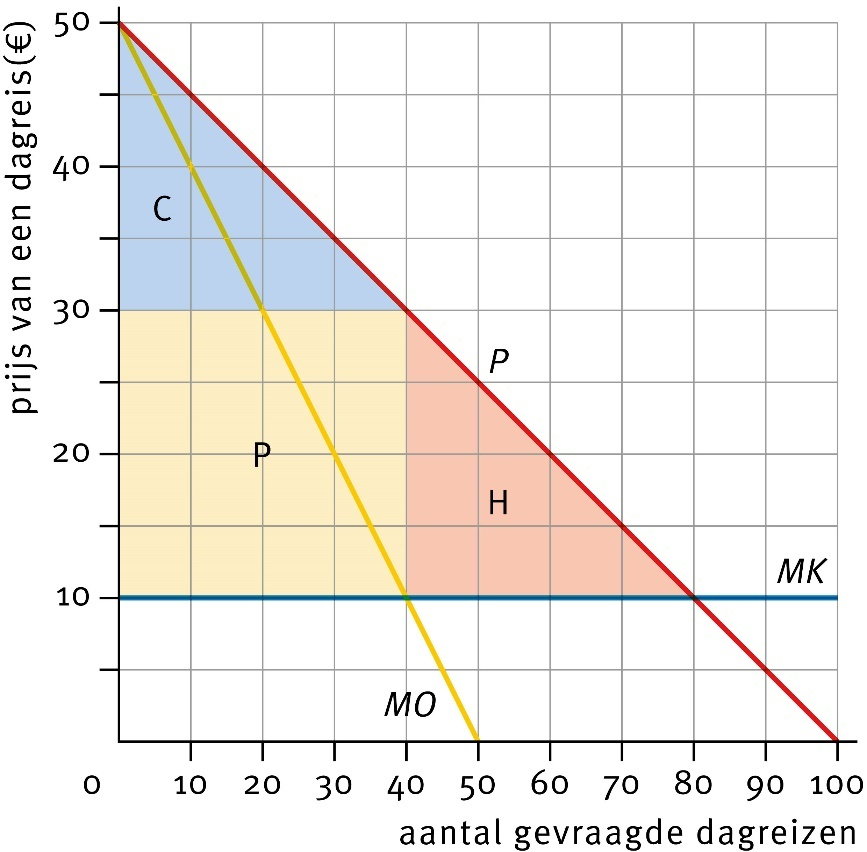 prijs van een dagreis(€)
50
40
30
20
10
C
P
P
H
MK
MO
0 10 20 30 40 50 60 70 80 90 100
aantal gevraagde dagreizen